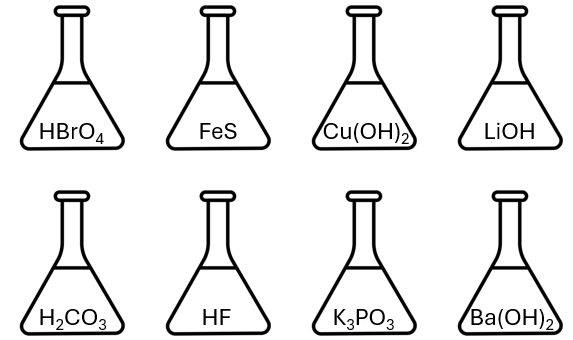 HBrO₄ FeS Cu(OH)₂ LiOH
H₂CO₃ HF K₃PO₃ Ba(OH)₂